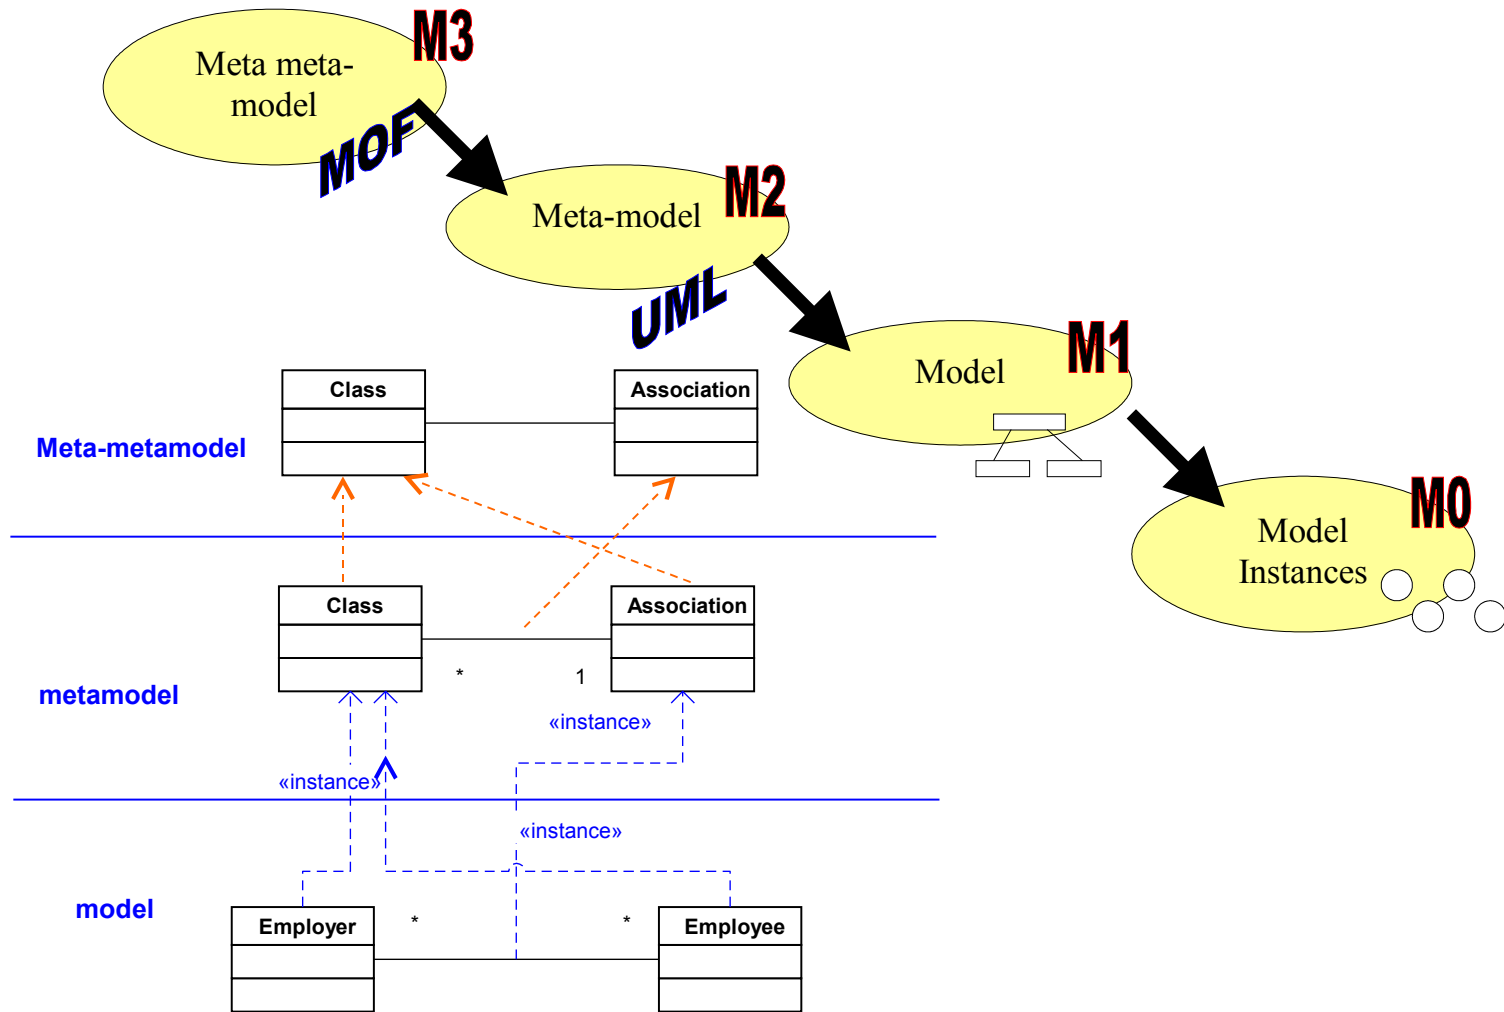 M3
Meta meta-
model
MOF
M2
Meta-model
UML
M1
Model
M0
Model
Instances
Class
Association
Meta-metamodel
Class
Association
*
1
metamodel
«instance»
«instance»
«instance»
model
Employer
*
*
Employee